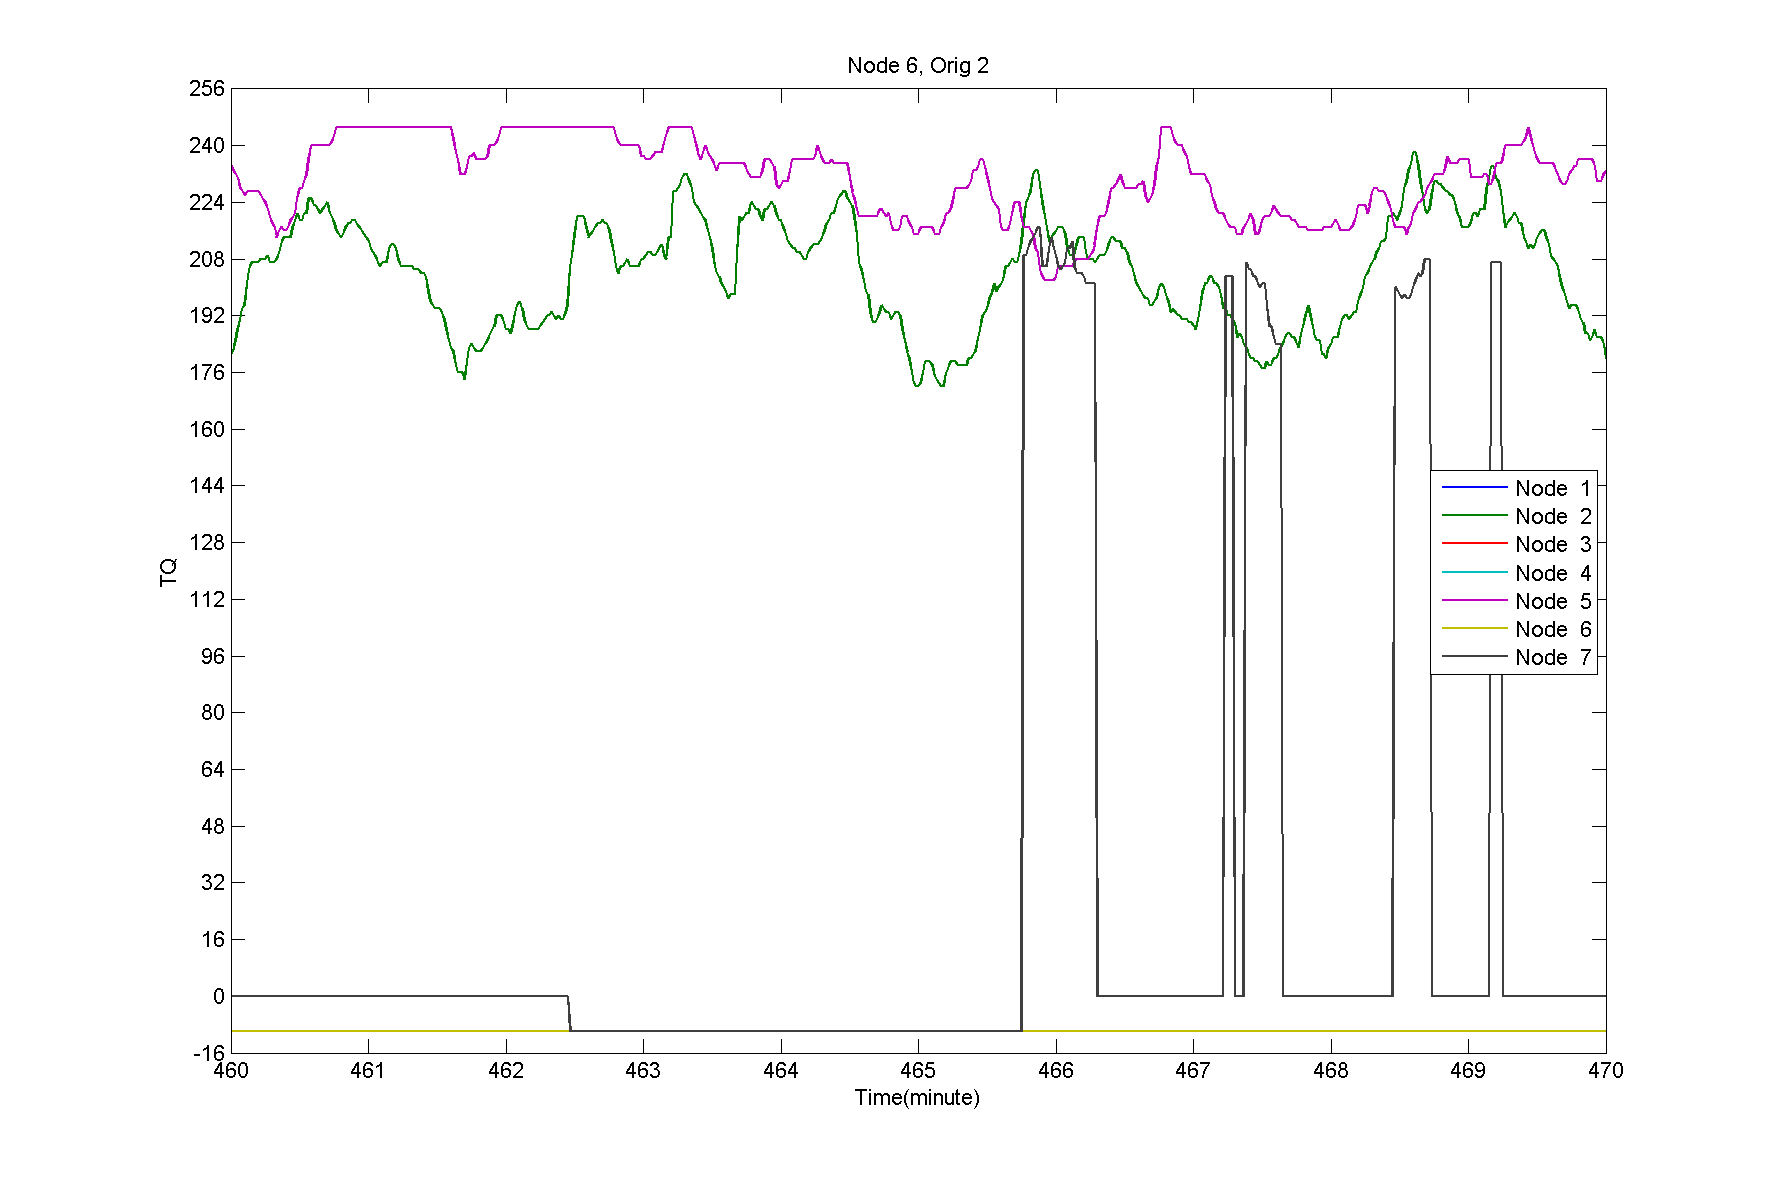 Node 6, Orig 2
256
240
224
208
192
176
160
144
128
112
96
80
64
48
32
16
0
-16
TQ
Node 1
Node 2
Node 3
Node 4
Node 5
Node 6
Node 7
460 461 462 463 464 465 466 467 468 469 470
Time(minute)